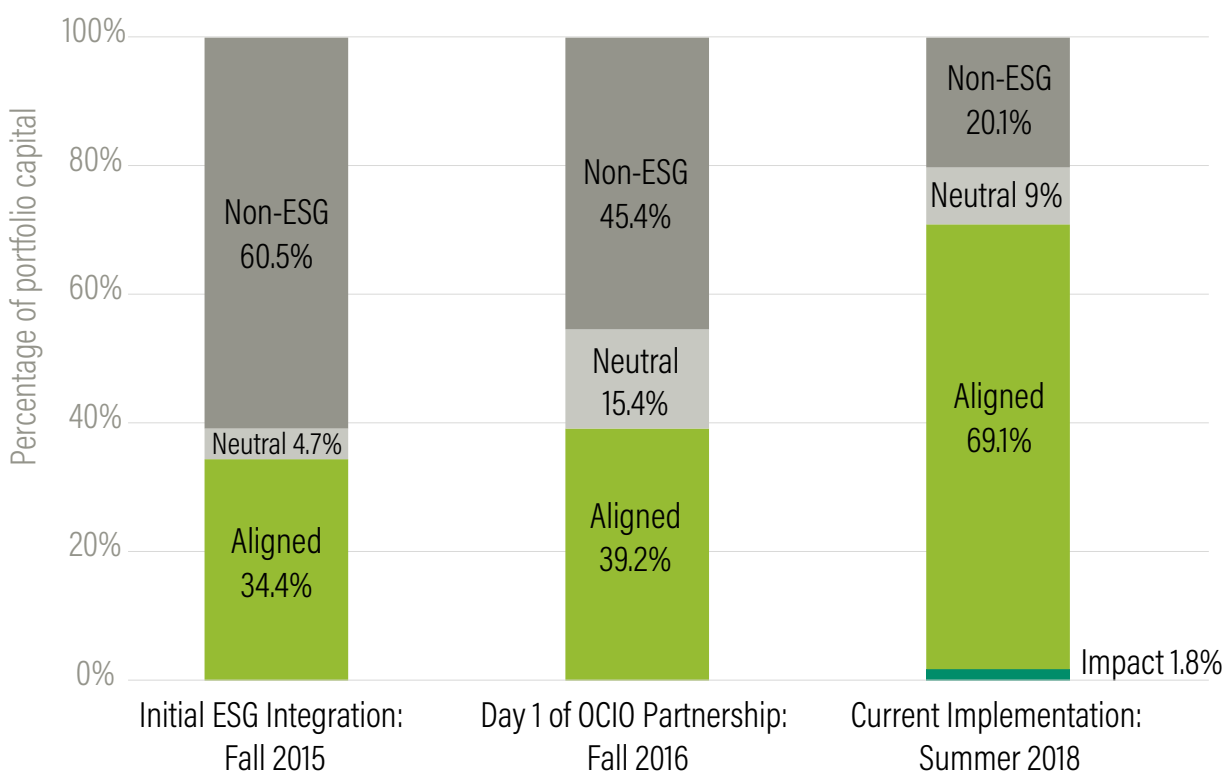 Percentage of portfolio capital
100%
80%
60%
40%
20%
0%
Non-ESG
60.5%
Neutral 4.7%
Aligned
34.4%
Initial ESG Integration:
Fall 2015
Non-ESG
45.4%
Neutral
15.4%
Aligned
39.2%
Day 1 of OCIO Partnership:
Fall 2016
Non-ESG
20.1%
Neutral 9%
Aligned
69.1%
Impact 1.8%
Current Implementation:
Summer 2018